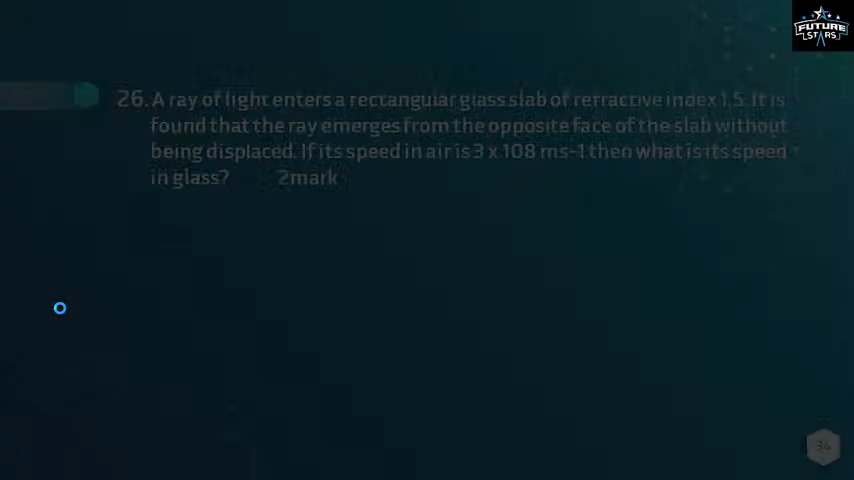 FUTURE
STARS
26. A ray of light enters a rectangular glass slab of refractive index 1.5. It is
found that the ray emerges from the opposite face of the slab without
being displaced. If its speed in air is 3 x 108 ms-1 then what is its speed
in glass? 2mark
34